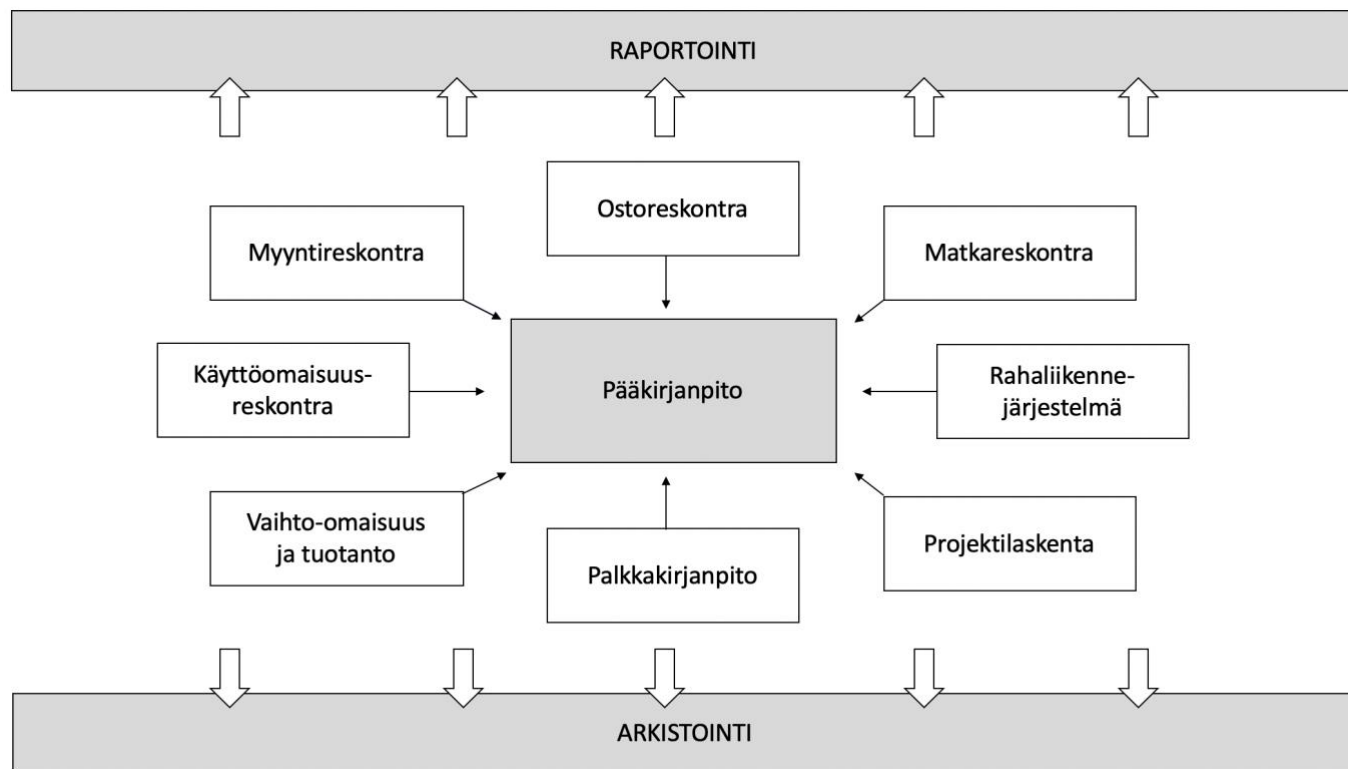 RAPORTOINTI
Ostoreskontra
Myyntireskontra
Matkareskontra
Käyttöomaisuus-
reskontra
Pääkirjanpito
Rahaliikenne-
järjestelmä
Vaihto-omaisuus
ja tuotanto
Palkkakirjanpito
Projektilaskenta
ARKISTOINTI